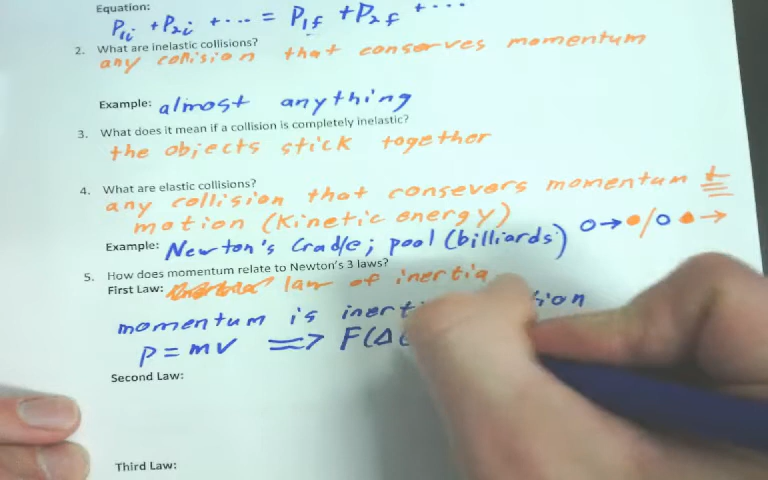 Equation:
P1i + P2i + ··· = P1f + P2f + ···
2. What are inelastic collisions?
any collision that conserves momentum
Example: almost anything
3. What does it mean if a collision is completely inelastic?
the objects stick together
4. What are elastic collisions?
any collision that consevers momentum +
motion (Kinetic energy)
Example: Newton's Cradle; pool (billiards)
5. How does momentum relate to Newton's 3 laws?
First Law: law of inertia
momentum is
P = mv ⇒ F(Δ
Second Law:
Third Law: